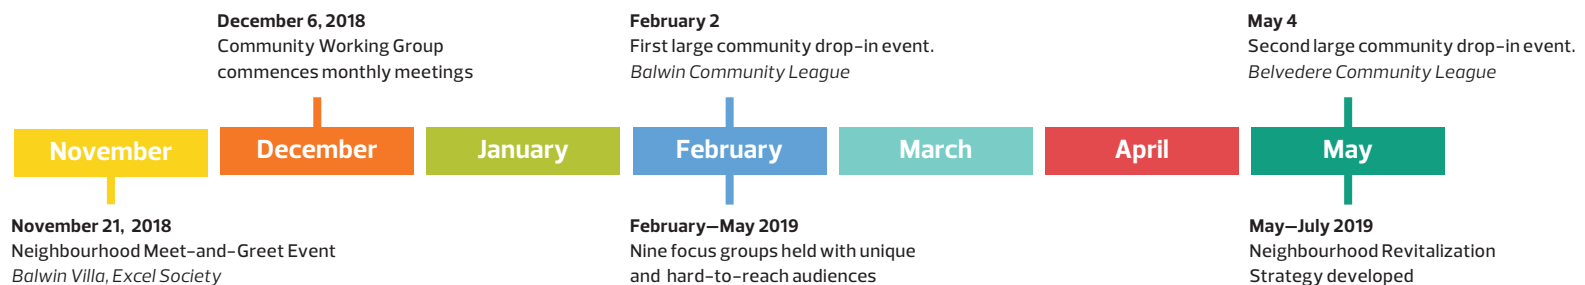 December 6, 2018
Community Working Group
commences monthly meetings
February 2
First large community drop-in event.
Balwin Community League
May 4
Second large community drop-in event.
Belvedere Community League
November
December
January
February
March
April
May
November 21, 2018
Neighbourhood Meet-and-Greet Event
Balwin Villa, Excel Society
February—May 2019
Nine focus groups held with unique
and hard-to-reach audiences
May—July 2019
Neighbourhood Revitalization
Strategy developed